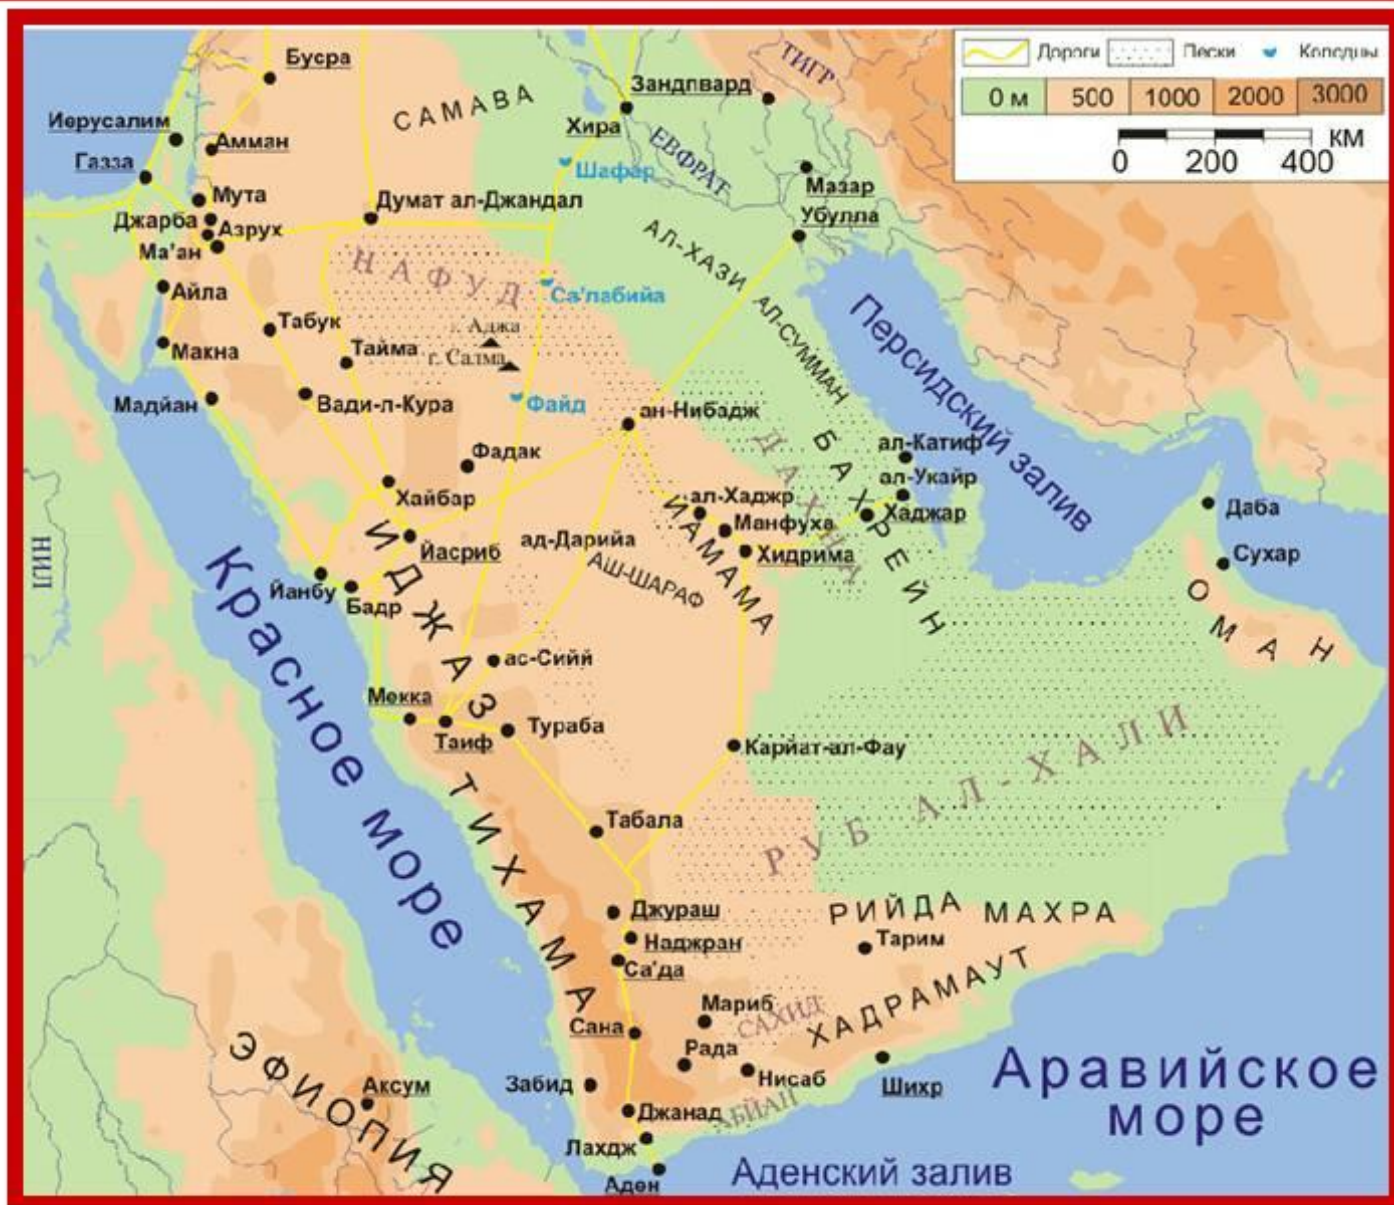 Дороги
Пески
Колодцы
0 м
500
1000
2000
3000
КМ
0
200
400
Бусра
САМАВА
Зандпвард
ТИГР
Иерусалим
Амман
Хира
ЕВФРАТ
Газза
Шафар
Мазар
Мута
Думат ал-Джандал
Убулла
Джарба
Азрух
Ма'ан
АЛ-ХАЗИ
НАФУД
Айла
Са'лабийа
АЛ-СУММАН
Персидский залив
Табук
г. Аджа
Макна
Тайма
г. Салма
Мадйан
Вади-л-Кура
Файд
ан-Нибадж
ДАХНА
БАХРЕЙН
ал-Катиф
Фадак
ал-Укайр
Хайбар
ал-Хаджр
Хаджар
Даба
НИЛ
ИАМАМА
Манфуха
Йасриб
ад-Дарийа
Хидрима
Сухар
Красное море
ИДЖАЗ
АШ-ШАРАФ
Йанбу
Бадр
ОМАН
ас-Сийй
Мекка
Таиф
Тураба
Карйат-ал-Фау
РУБ АЛ-ХАЛИ
ТИХАМА
Табала
Джураш
РИЙДА
МАХРА
Наджран
Тарим
Са'да
ХАДРАМАУТ
Мариб
САХИД
Сана
Рада
ЭФИОПИЯ
Аксум
Забид
Нисаб
Шихр
Аравийское
море
Джанад
Лахдж
Аден
Аденский залив